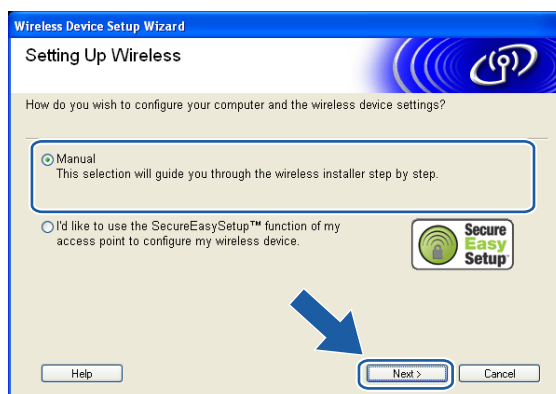 Wireless Device Setup Wizard
Setting Up Wireless
How do you wish to configure your computer and the wireless device settings?
Manual
This selection will guide you through the wireless installer step by step.
I'd like to use the SecureEasySetup™ function of my
access point to configure my wireless device.
Secure
Easy
Setup
Help
Next >
Cancel